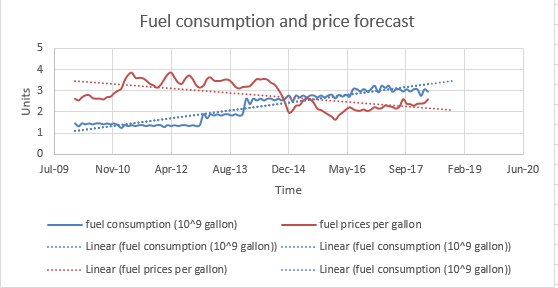 Fuel consumption and price forecast
5
4
3
2
1
0
Units
Jul-09 Nov-10 Apr-12 Aug-13 Dec-14 May-16 Sep-17 Feb-19 Jun-20
Time
fuel consumption (10^9 gallon) fuel prices per gallon
Linear (fuel consumption (10^9 gallon)) Linear (fuel consumption (10^9 gallon))
Linear (fuel prices per gallon) Linear (fuel consumption (10^9 gallon))